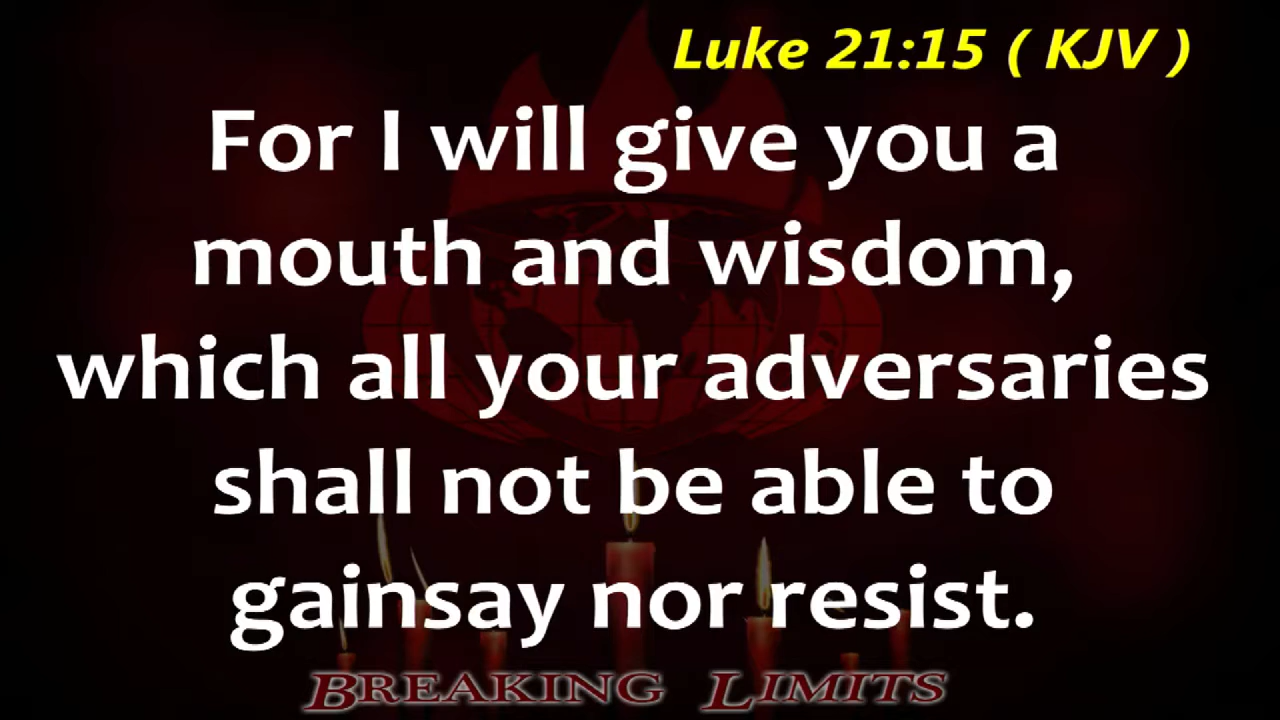 Luke 21:15 ( KJV )
For I will give you a
mouth and wisdom,
which all your adversaries
shall not be able to
gainsay nor resist.
BREAKING LIMITS